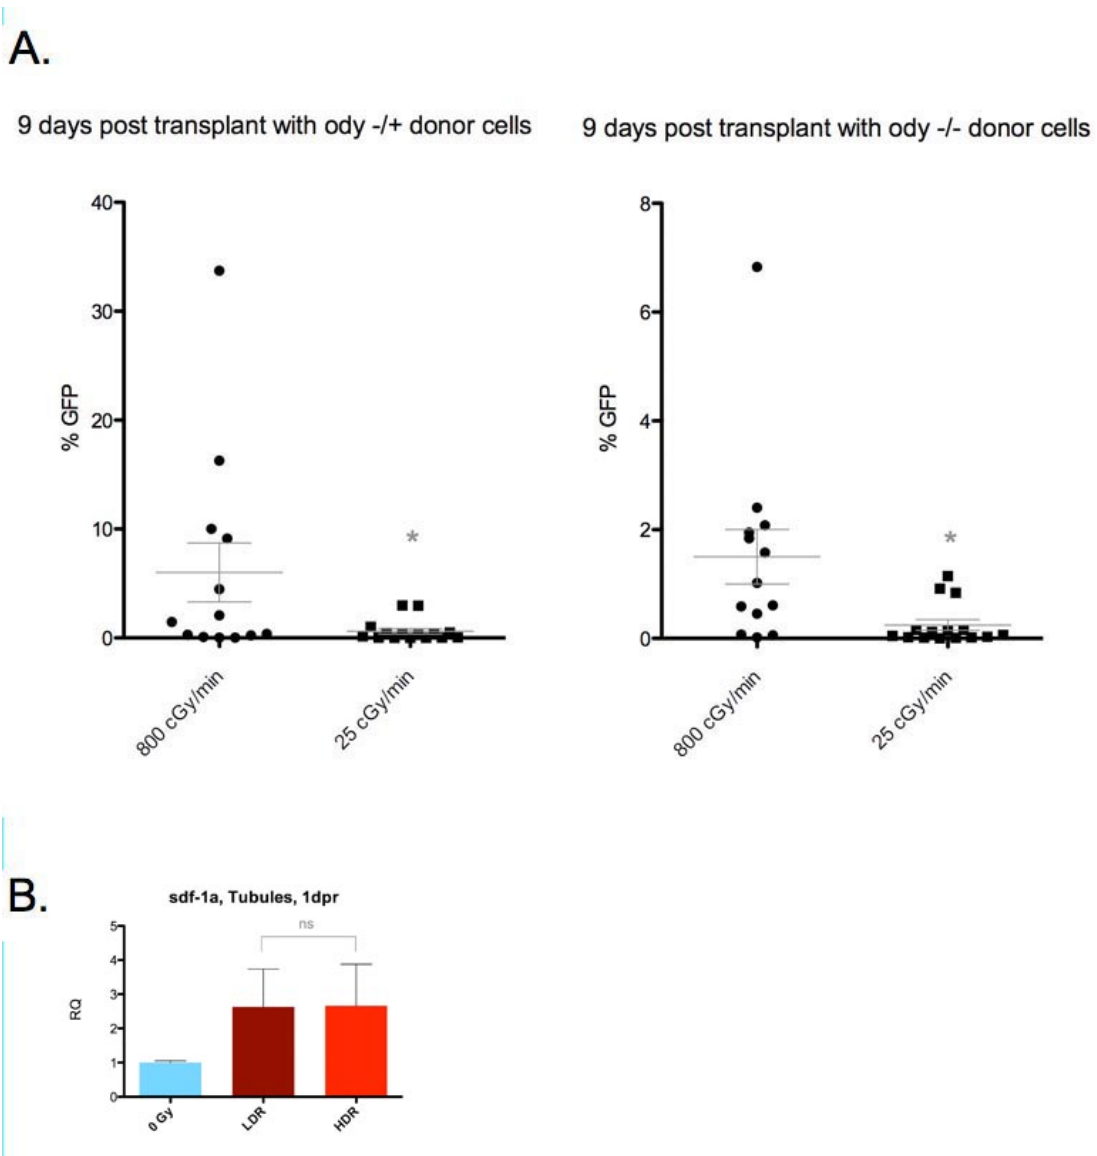 A.
9 days post transplant with ody -/+ donor cells
9 days post transplant with ody -/- donor cells
40
30
20
10
0
% GFP
*
800 cGy/min
25 cGy/min
8
6
4
2
0
% GFP
*
800 cGy/min
25 cGy/min
B.
sdf-1a, Tubules, 1dpr
ns
5
4
3
2
1
0
RQ
0 Gy
LDR
HDR